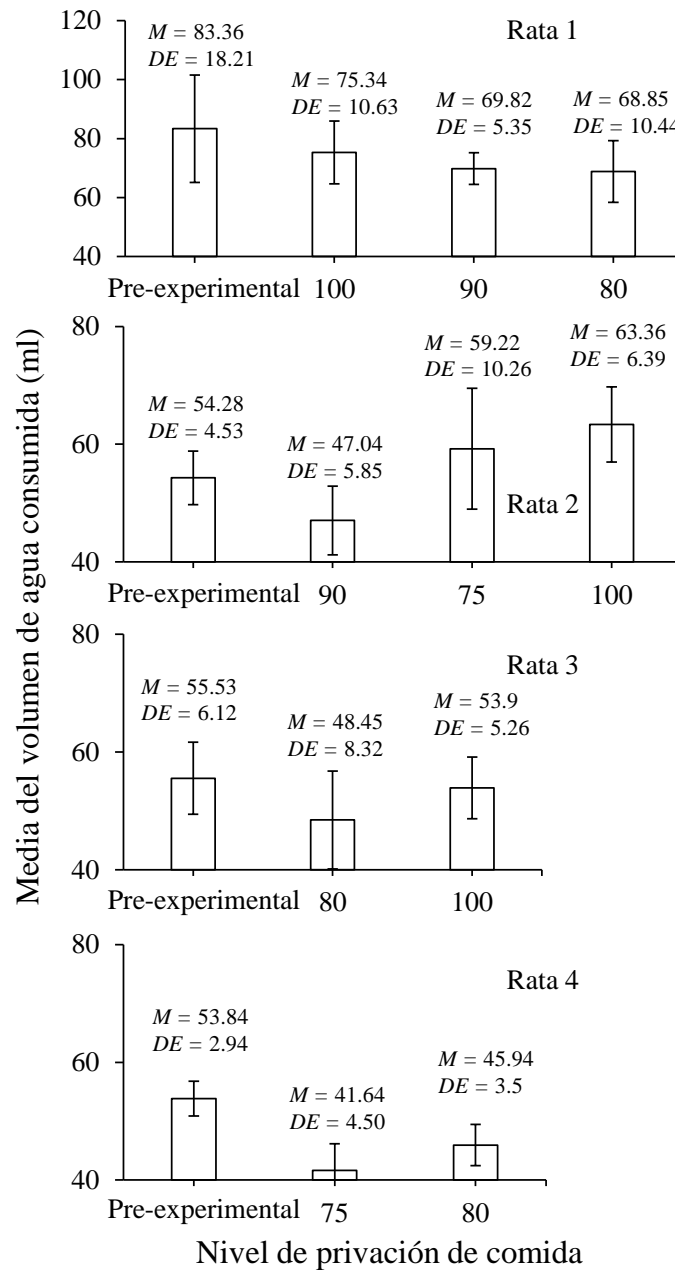 Media del volumen de agua consumida (ml)
Rata 1
120
100
80
60
40
M = 83.36
DE = 18.21
M = 75.34
DE = 10.63
M = 69.82
DE = 5.35
M = 68.85
DE = 10.44
Pre-experimental 100 90 80
80
60
40
M = 54.28
DE = 4.53
M = 47.04
DE = 5.85
M = 59.22
DE = 10.26
M = 63.36
DE = 6.39
Rata 2
Pre-experimental 90 75 100
80
60
40
Rata 3
M = 55.53
DE = 6.12
M = 48.45
DE = 8.32
M = 53.9
DE = 5.26
Pre-experimental 80 100
80
60
40
Rata 4
M = 53.84
DE = 2.94
M = 41.64
DE = 4.50
M = 45.94
DE = 3.5
Pre-experimental 75 80
Nivel de privación de comida